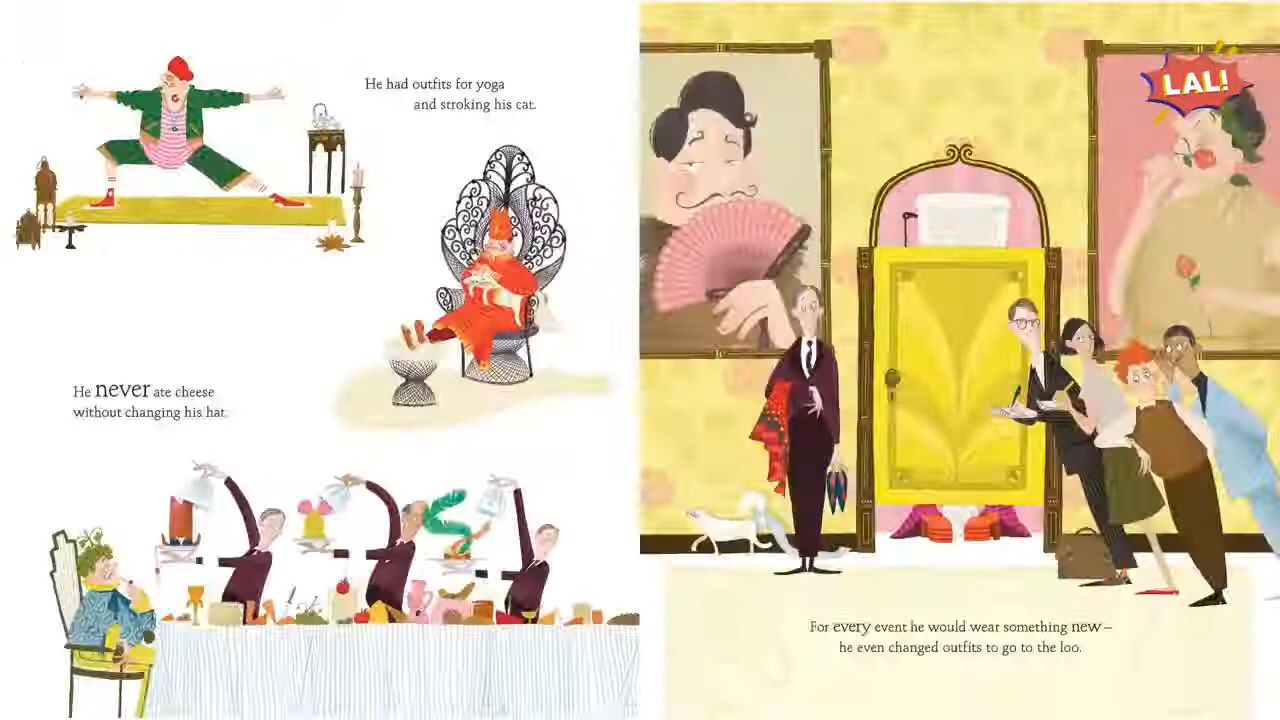 He had outfits for yoga
and stroking his cat.
He never ate cheese
without changing his hat.
LAL!
For every event he would wear something new –
he even changed outfits to go to the loo.